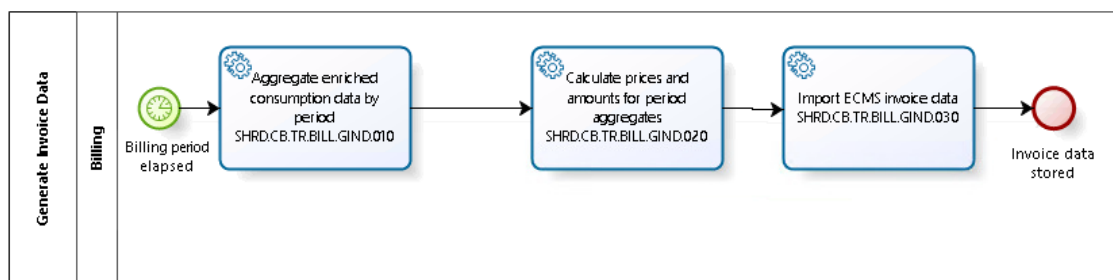 Generate Invoice Data
Billing
Billing period
elapsed
Aggregate enriched
consumption data by
period
SHRD.CB.TR.BILL.GIND.010
Calculate prices and
amounts for period
aggregates
SHRD.CB.TR.BILL.GIND.020
Import ECMS invoice data
SHRD.CB.TR.BILL.GIND.030
Invoice data
stored